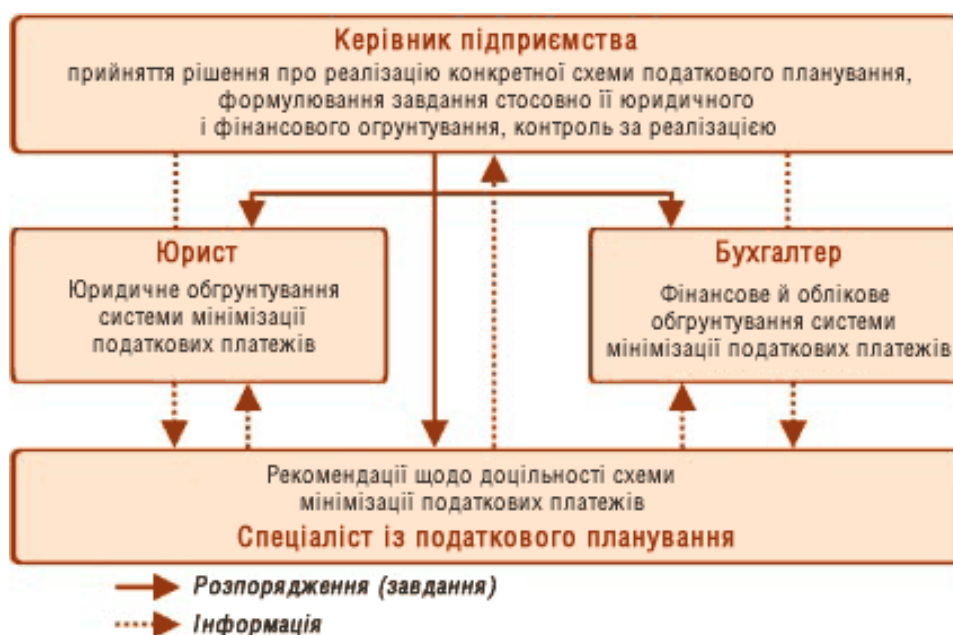 Керівник підприємства
прийняття рішення про реалізацію конкретної схеми податкового планування,
формулювання завдання стосовно її юридичного
і фінансового огрунтування, контроль за реалізацією
Юрист
Юридичне обгрунтування
системи мінімізації
податкових платежів
Бухгалтер
Фінансове й облікове
обгрунтування системи
мінімізації податкових платежів
Рекомендації щодо доцільності схеми
мінімізації податкових платежів
Спеціаліст із податкового планування
Розпорядження (завдання)
Інформація